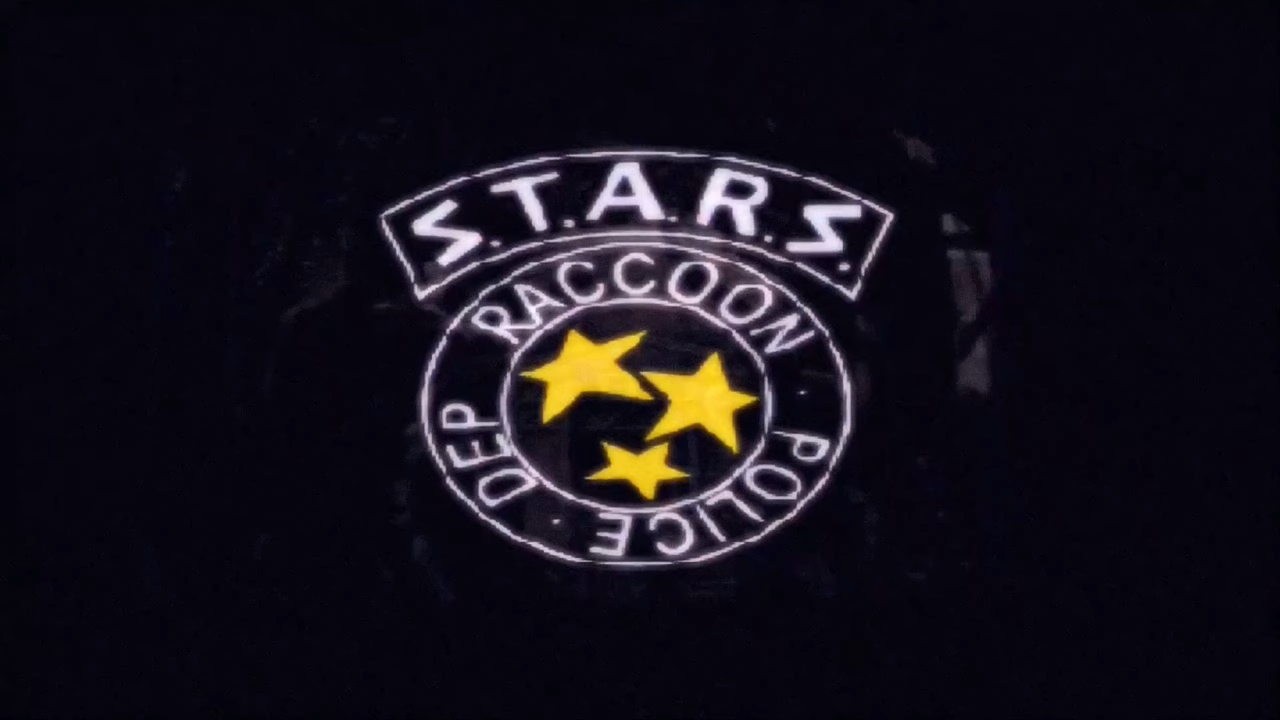 S.T.A.R.S.
RACCOON · POLICE · DEP